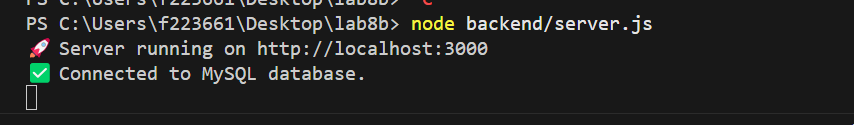 PS C:\Users\f223661\Desktop\lab8b> ^C
PS C:\Users\f223661\Desktop\lab8b> node backend/server.js
🚀 Server running on http://localhost:3000
✅ Connected to MySQL database.